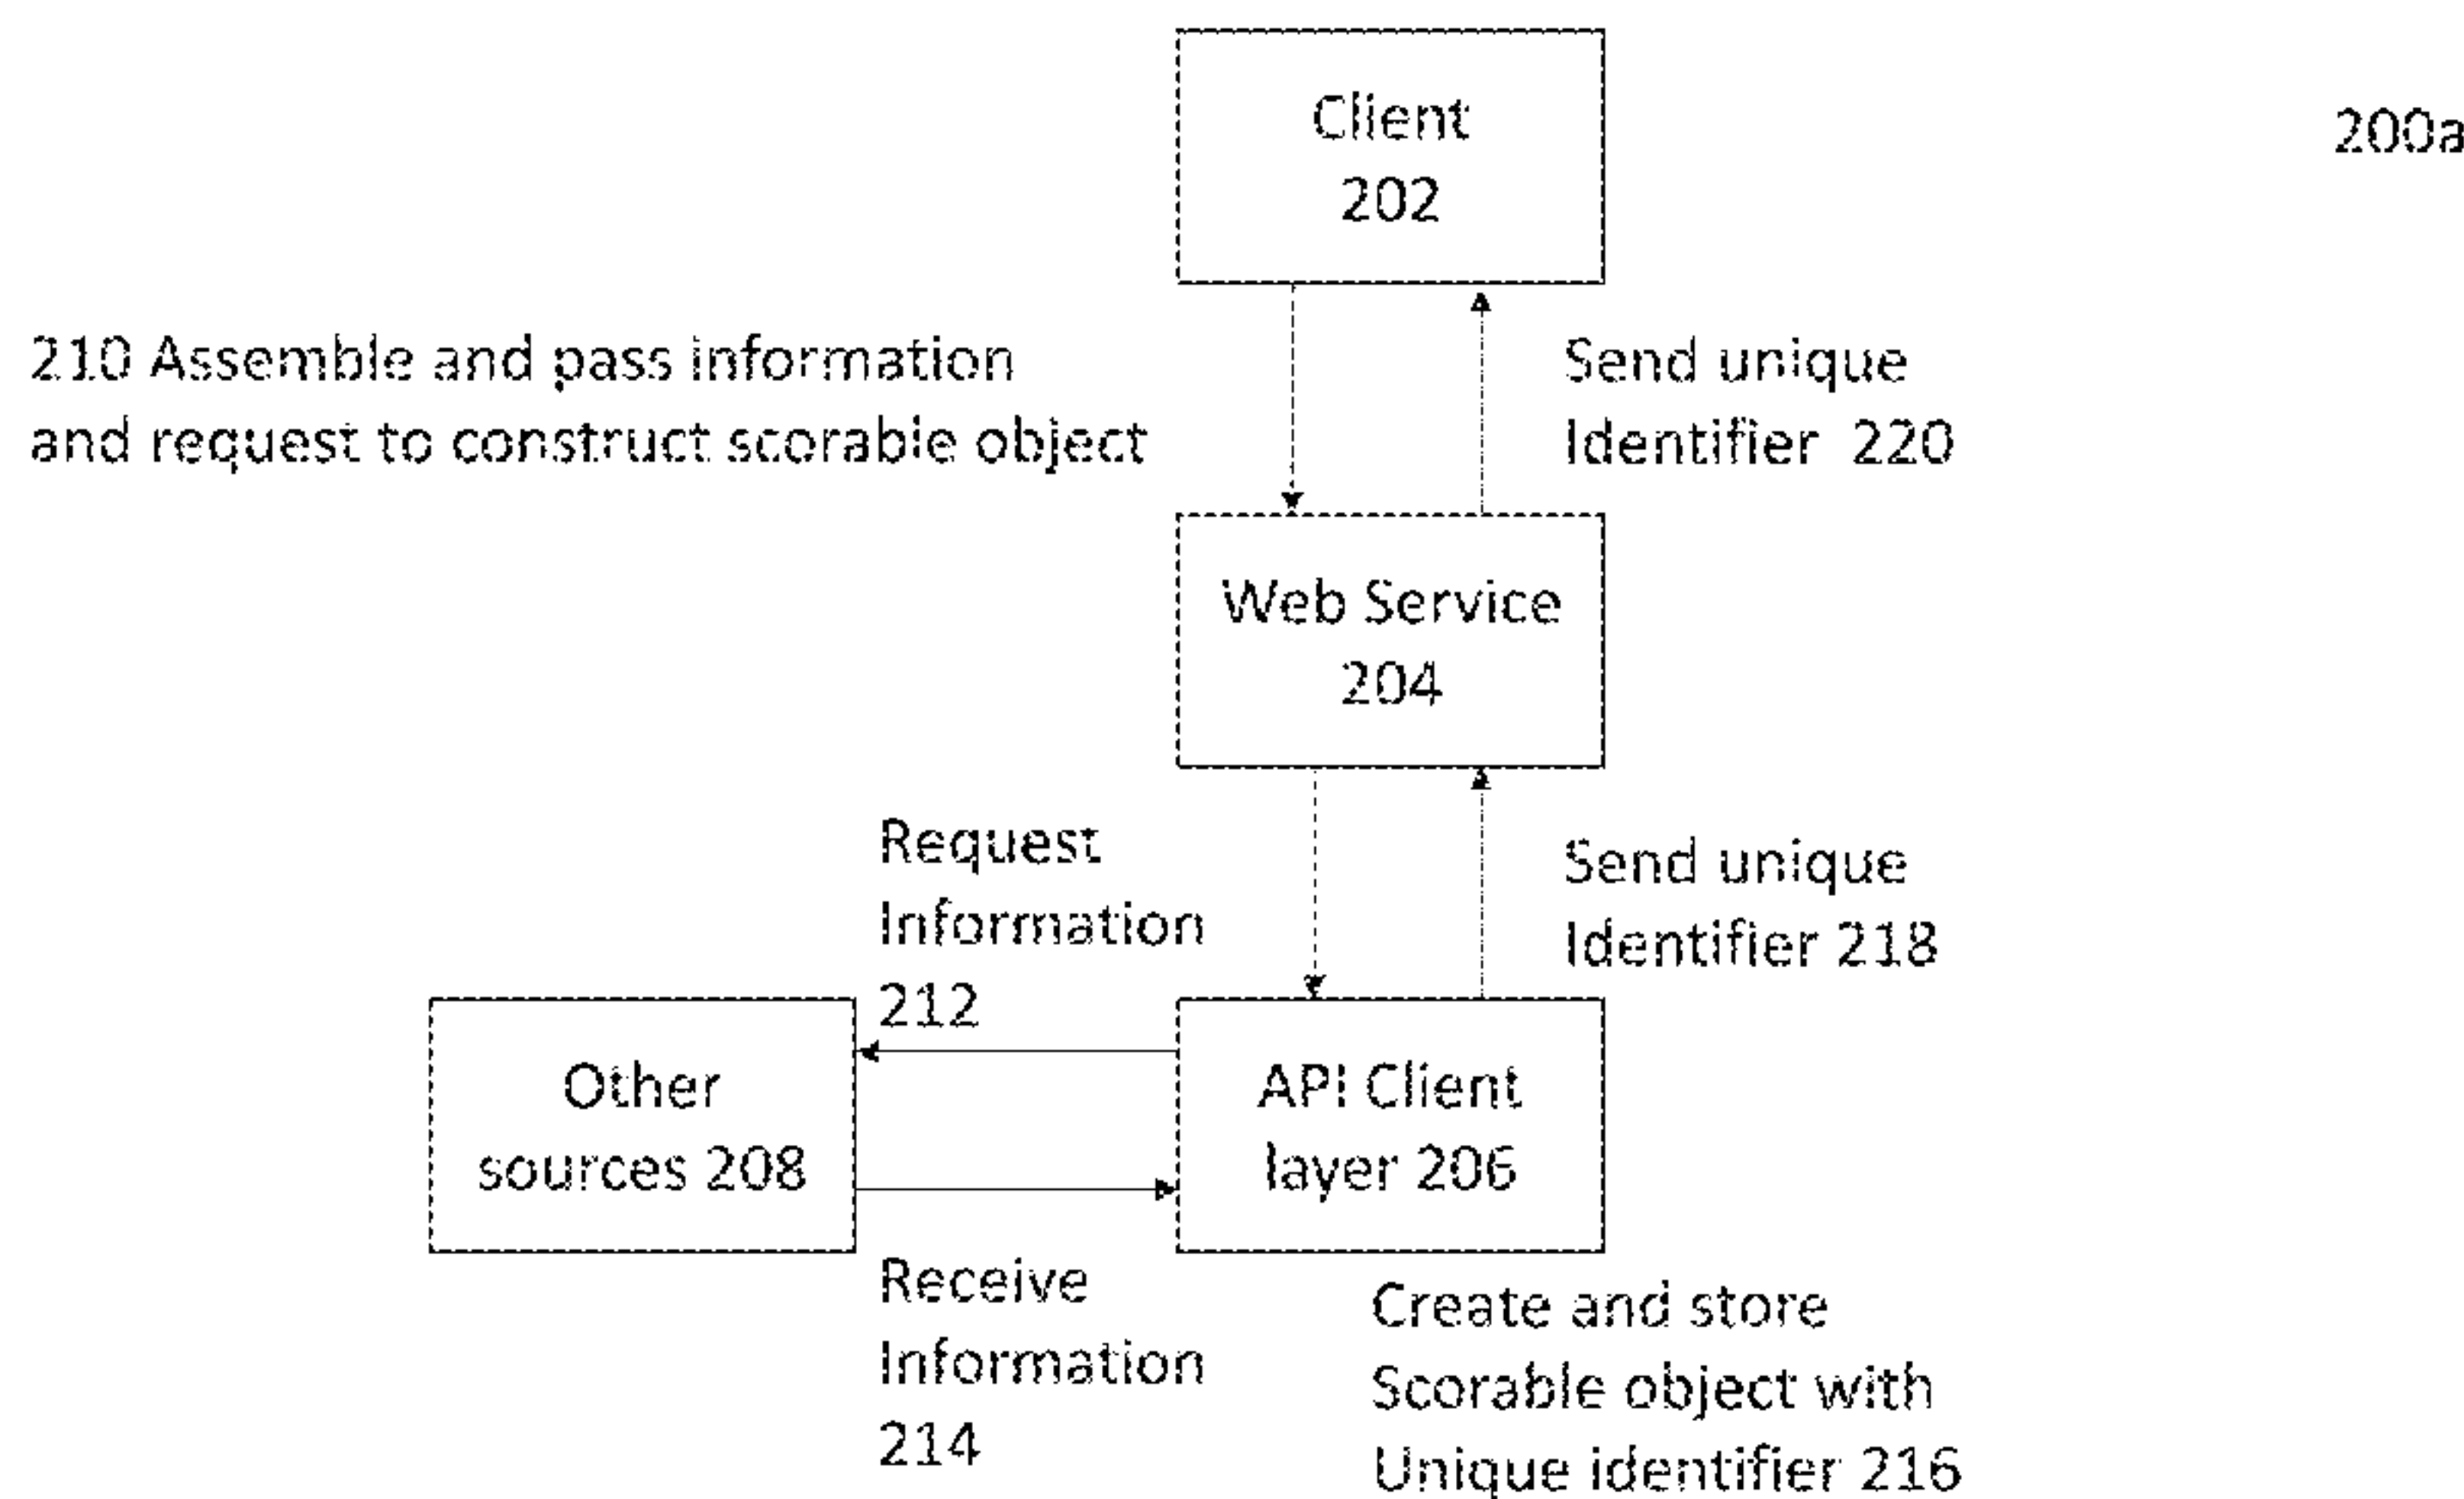 Client
202
200a
210 Assemble and pass information
and request to construct scorable object
Send unique
Identifier 220
Web Service
204
Request
Information
212
Send unique
Identifier 218
Other
sources 208
API Client
layer 206
Receive
Information
214
Create and store
Scorable object with
Unique identifier 216